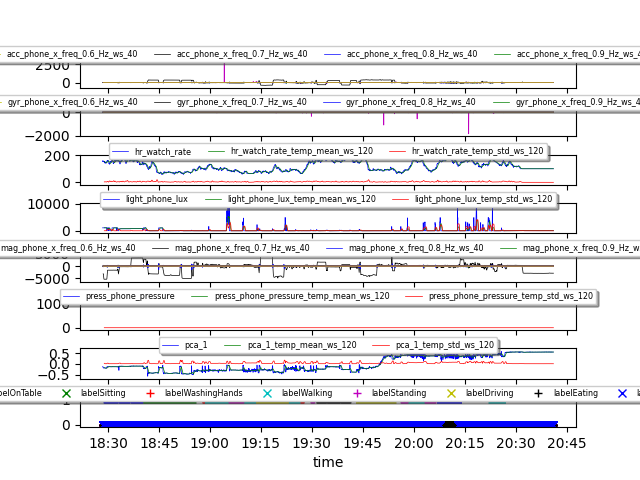 acc_phone_x_freq_0.6_Hz_ws_40 acc_phone_x_freq_0.7_Hz_ws_40 acc_phone_x_freq_0.8_Hz_ws_40 acc_phone_x_freq_0.9_Hz_ws_40
2500
0
gyr_phone_x_freq_0.6_Hz_ws_40 gyr_phone_x_freq_0.7_Hz_ws_40 gyr_phone_x_freq_0.8_Hz_ws_40 gyr_phone_x_freq_0.9_Hz_ws_4
−2000
hr_watch_rate hr_watch_rate_temp_mean_ws_120 hr_watch_rate_temp_std_ws_120
200
0
light_phone_lux light_phone_lux_temp_mean_ws_120 light_phone_lux_temp_std_ws_120
10000
0
mag_phone_x_freq_0.6_Hz_ws_40 mag_phone_x_freq_0.7_Hz_ws_40 mag_phone_x_freq_0.8_Hz_ws_40 mag_phone_x_freq_0.9_Hz_w
0
−5000
press_phone_pressure press_phone_pressure_temp_mean_ws_120 press_phone_pressure_temp_std_ws_120
100
0
pca_1 pca_1_temp_mean_ws_120 pca_1_temp_std_ws_120
0.5
0.0
−0.5
belOnTable labelSitting labelWashingHands labelWalking labelStanding labelDriving labelEating la
0
18:30 18:45 19:00 19:15 19:30 19:45 20:00 20:15 20:30 20:45
time